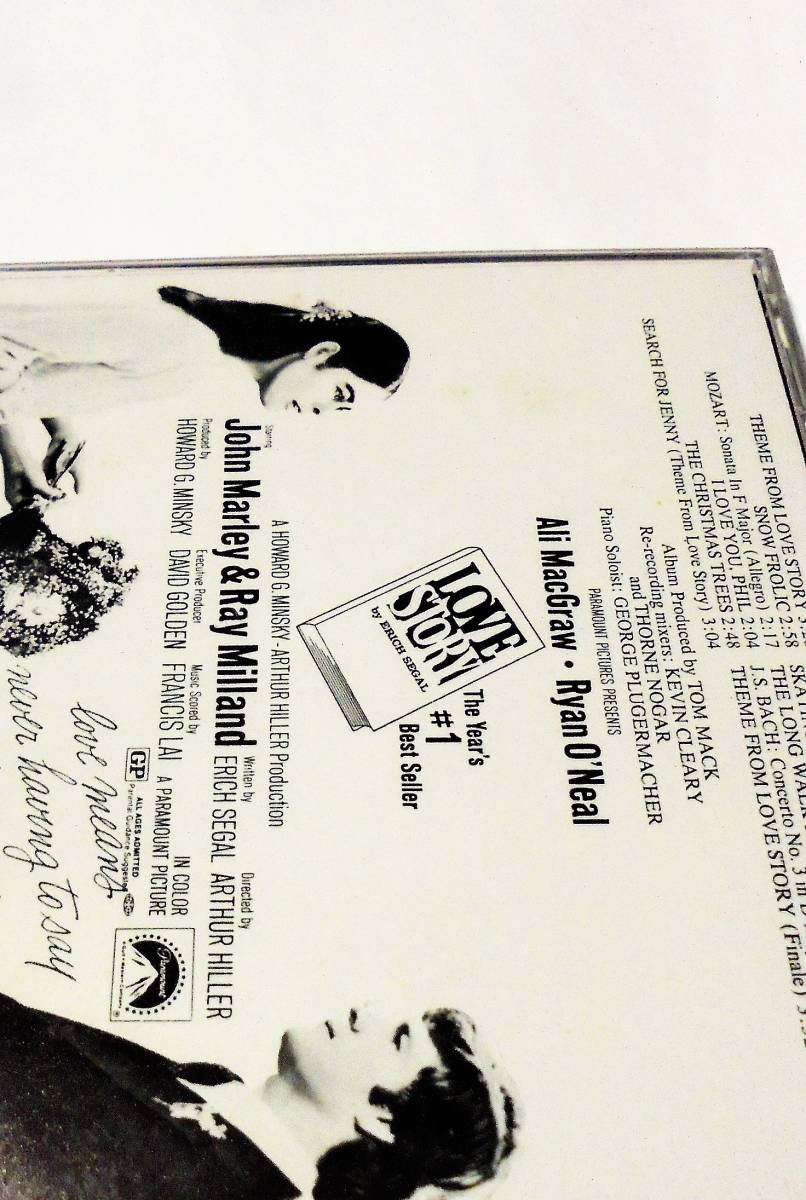 THEME FROM LOVE STORY
SNOW FROLIC 2:58
MOZART: Sonata In F Major (Allegro) 2:17
I LOVE YOU, PHIL 2:04
THE CHRISTMAS TREES 2:48
SEARCH FOR JENNY (Theme From Love Story) 3:04
THE LONG WALK
J.S. BACH: Concerto No. 3 in D
THEME FROM LOVE STORY (Finale)
Album Produced by TOM MACK
Re-recording mixers: KEVIN CLEARY
and THORNE NOGAR
Piano Soloist: GEORGE PLUGERMACHER
PARAMOUNT PICTURES PRESENTS
Ali MacGraw • Ryan O'Neal
The Year's
#1
Best Seller
LOVE
STORY
by ERICH SEGAL
A HOWARD G. MINSKY - ARTHUR HILLER Production
Starring
John Marley & Ray Milland
Written by
ERICH SEGAL
Directed by
ARTHUR HILLER
Produced by
HOWARD G. MINSKY
Executive Producer
DAVID GOLDEN
Music Scored by
FRANCIS LAI
A PARAMOUNT PICTURE
IN COLOR
GP
ALL AGES ADMITTED
Parental Guidance Suggested
Paramount
love means
never having to say